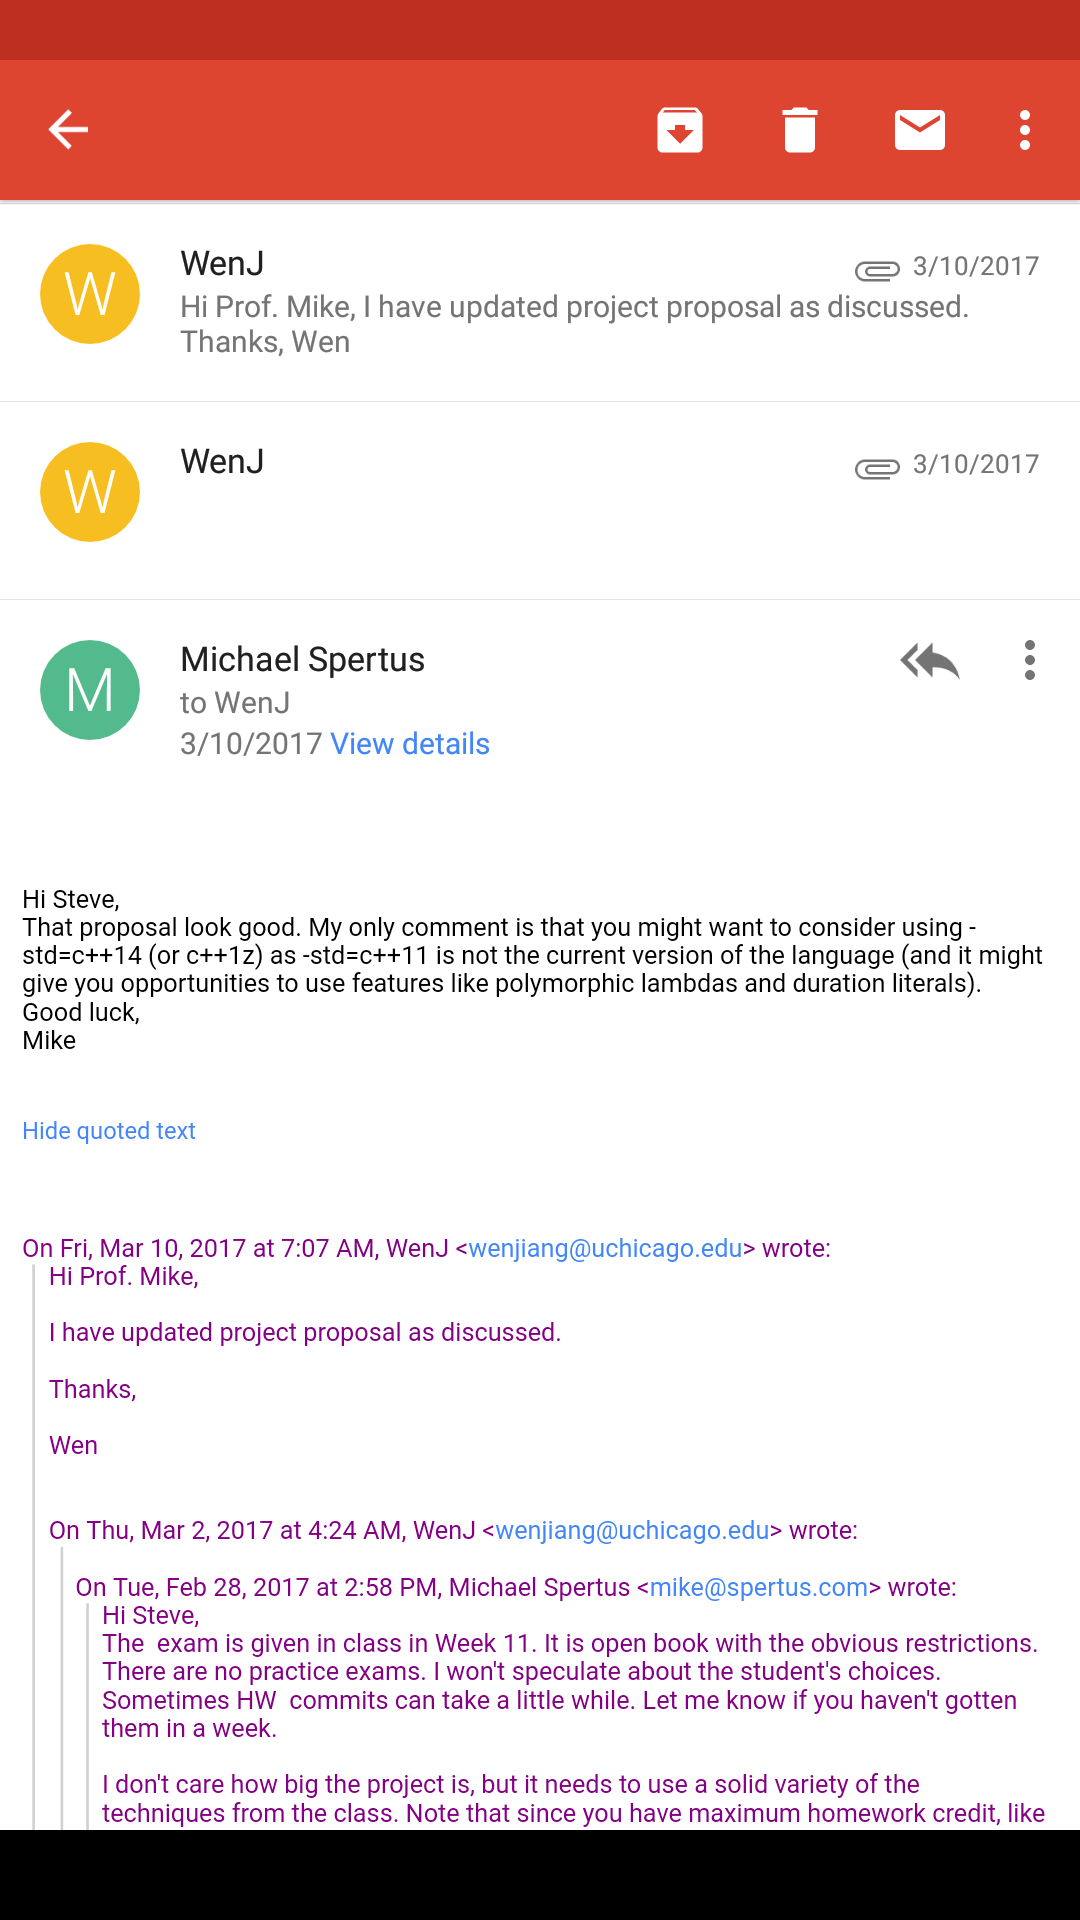 W
WenJ
3/10/2017
Hi Prof. Mike, I have updated project proposal as discussed.
Thanks, Wen
W
WenJ
3/10/2017
M
Michael Spertus
to WenJ
3/10/2017 View details
Hi Steve,
That proposal look good. My only comment is that you might want to consider using -
std=c++14 (or c++1z) as -std=c++11 is not the current version of the language (and it might
give you opportunities to use features like polymorphic lambdas and duration literals).
Good luck,
Mike
Hide quoted text
On Fri, Mar 10, 2017 at 7:07 AM, WenJ <wenjiang@uchicago.edu> wrote:
Hi Prof. Mike,
I have updated project proposal as discussed.
Thanks,
Wen
On Thu, Mar 2, 2017 at 4:24 AM, WenJ <wenjiang@uchicago.edu> wrote:
On Tue, Feb 28, 2017 at 2:58 PM, Michael Spertus <mike@spertus.com> wrote:
Hi Steve,
The  exam is given in class in Week 11. It is open book with the obvious restrictions.
There are no practice exams. I won't speculate about the student's choices.
Sometimes HW  commits can take a little while. Let me know if you haven't gotten
them in a week.
I don't care how big the project is, but it needs to use a solid variety of the
techniques from the class. Note that since you have maximum homework credit, like